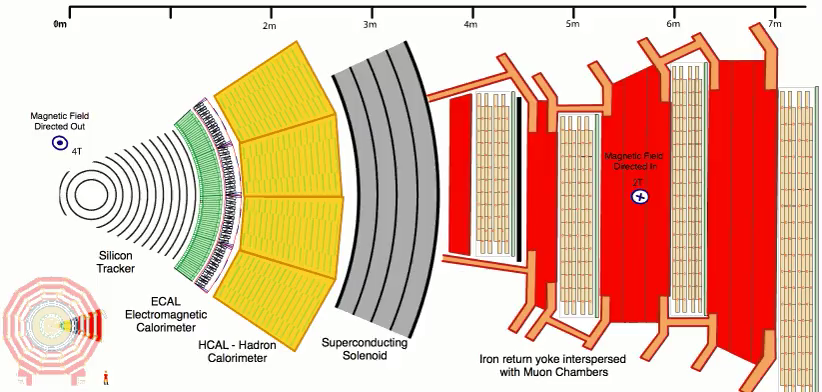 0m
2m
3m
4m
5m
6m
7m
Magnetic Field
Directed Out
4T
Magnetic Field
Directed In
2T
Silicon
Tracker
ECAL
Electromagnetic
Calorimeter
HCAL - Hadron
Calorimeter
Superconducting
Solenoid
Iron return yoke interspersed
with Muon Chambers